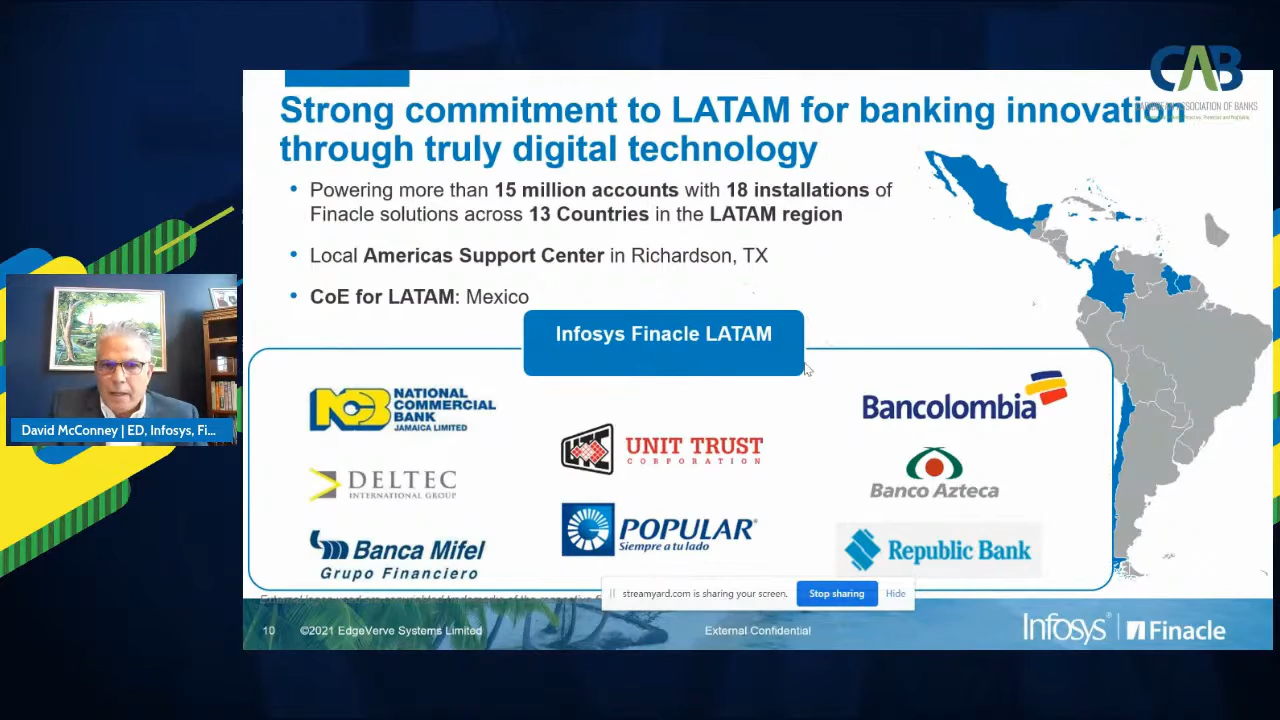 CAB
CARIBBEAN ASSOCIATION OF BANKS
Strong commitment to LATAM for banking innovation
through truly digital technology
• Powering more than 15 million accounts with 18 installations of
Finacle solutions across 13 Countries in the LATAM region
• Local Americas Support Center in Richardson, TX
• CoE for LATAM: Mexico
Infosys Finacle LATAM
NCB NATIONAL
COMMERCIAL
BANK
JAMAICA LIMITED
DELTEC
INTERNATIONAL GROUP
Banca Mifel
Grupo Financiero
UTC UNIT TRUST
CORPORATION
POPULAR®
Siempre a tu lado
Bancolombia
Banco Azteca
Republic Bank
David McConney | ED, Infosys, Fi...
streamyard.com is sharing your screen. Stop sharing Hide
10 ©2021 EdgeVerve Systems Limited External Confidential Infosys® | Finacle